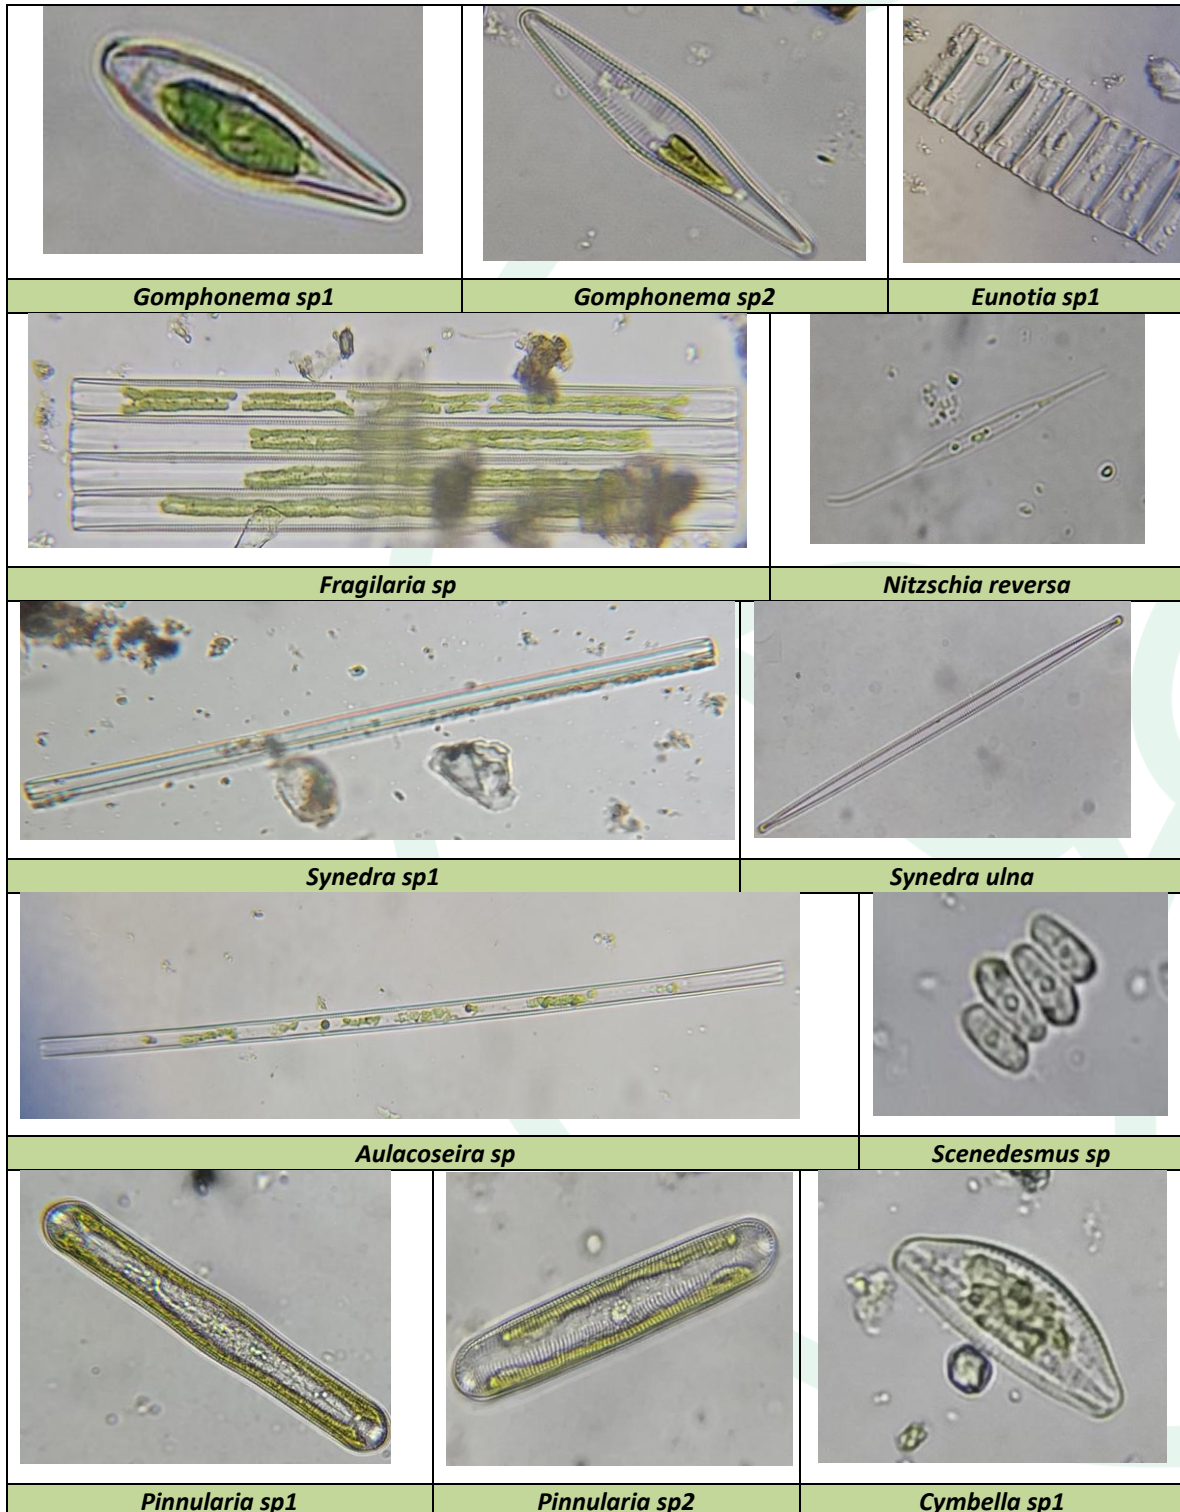 Gomphonema sp1
Gomphonema sp2
Eunotia sp1
Fragilaria sp
Nitzschia reversa
Synedra sp1
Synedra ulna
Aulacoseira sp
Scenedesmus sp
Pinnularia sp1
Pinnularia sp2
Cymbella sp1